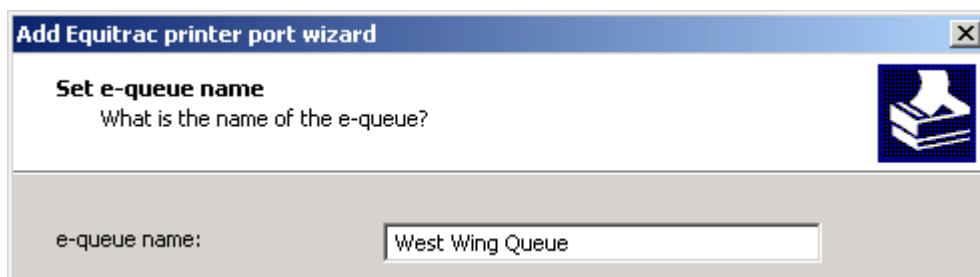 Add Equitrac printer port wizard
Set e-queue name
What is the name of the e-queue?
e-queue name: West Wing Queue